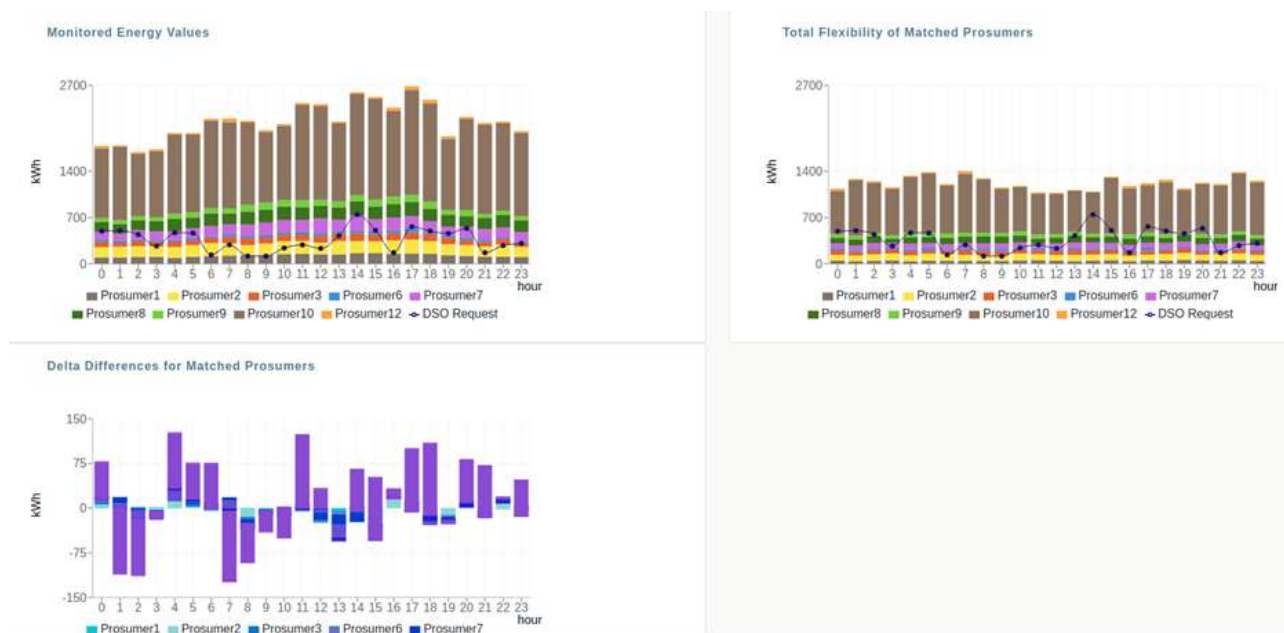 Monitored Energy Values
2700
1400
700
0
kWh
0 1 2 3 4 5 6 7 8 9 10 11 12 13 14 15 16 17 18 19 20 21 22 23
hour
Prosumer1 Prosumer2 Prosumer3 Prosumer6 Prosumer7
Prosumer8 Prosumer9 Prosumer10 Prosumer12 DSO Request
Total Flexibility of Matched Prosumers
2700
1400
700
0
kWh
0 1 2 3 4 5 6 7 8 9 10 11 12 13 14 15 16 17 18 19 20 21 22 23
hour
Prosumer1 Prosumer2 Prosumer3 Prosumer6 Prosumer7
Prosumer8 Prosumer9 Prosumer10 Prosumer12 DSO Request
Delta Differences for Matched Prosumers
150
75
0
-75
-150
kWh
0 1 2 3 4 5 6 7 8 9 10 11 12 13 14 15 16 17 18 19 20 21 22 23
hour
Prosumer1 Prosumer2 Prosumer3 Prosumer6 Prosumer7